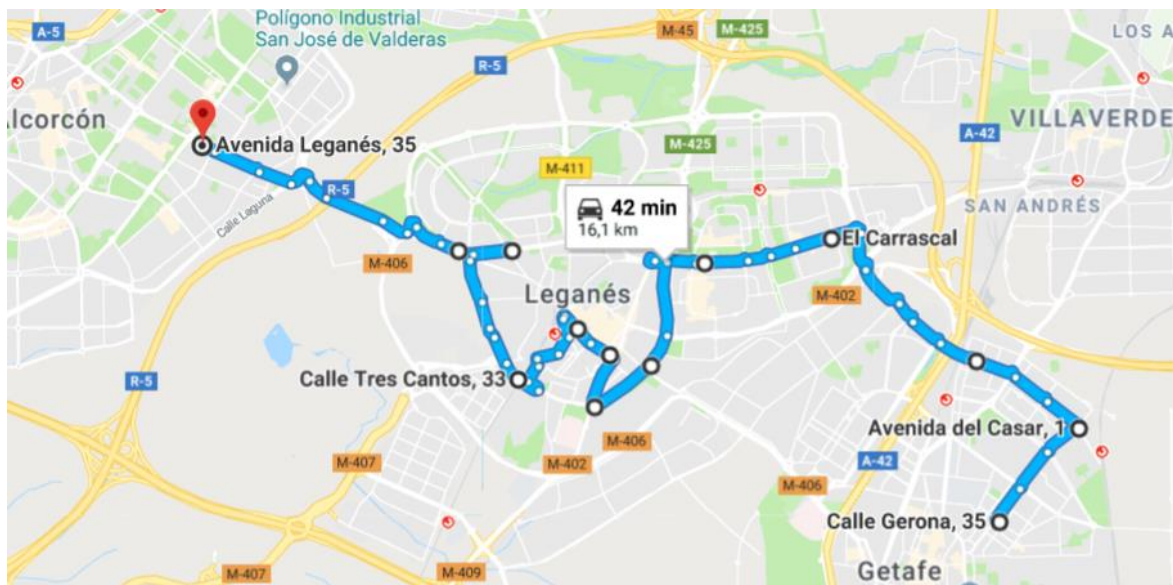 Polígono Industrial
San José de Valderas
A-5
M-45
M-425
LOS A
R-5
Alcorcón
Avenida Leganés, 35
A-42
VILLAVERDE
M-425
M-411
R-5
Calle Laguna
42 min
16,1 km
SAN ANDRÉS
M-406
El Carrascal
Leganés
M-402
R-5
Calle Tres Cantos, 33
Avenida del Casar, 1
M-406
M-407
M-402
A-42
M-406
Calle Gerona, 35
M-407
M-409
Getafe